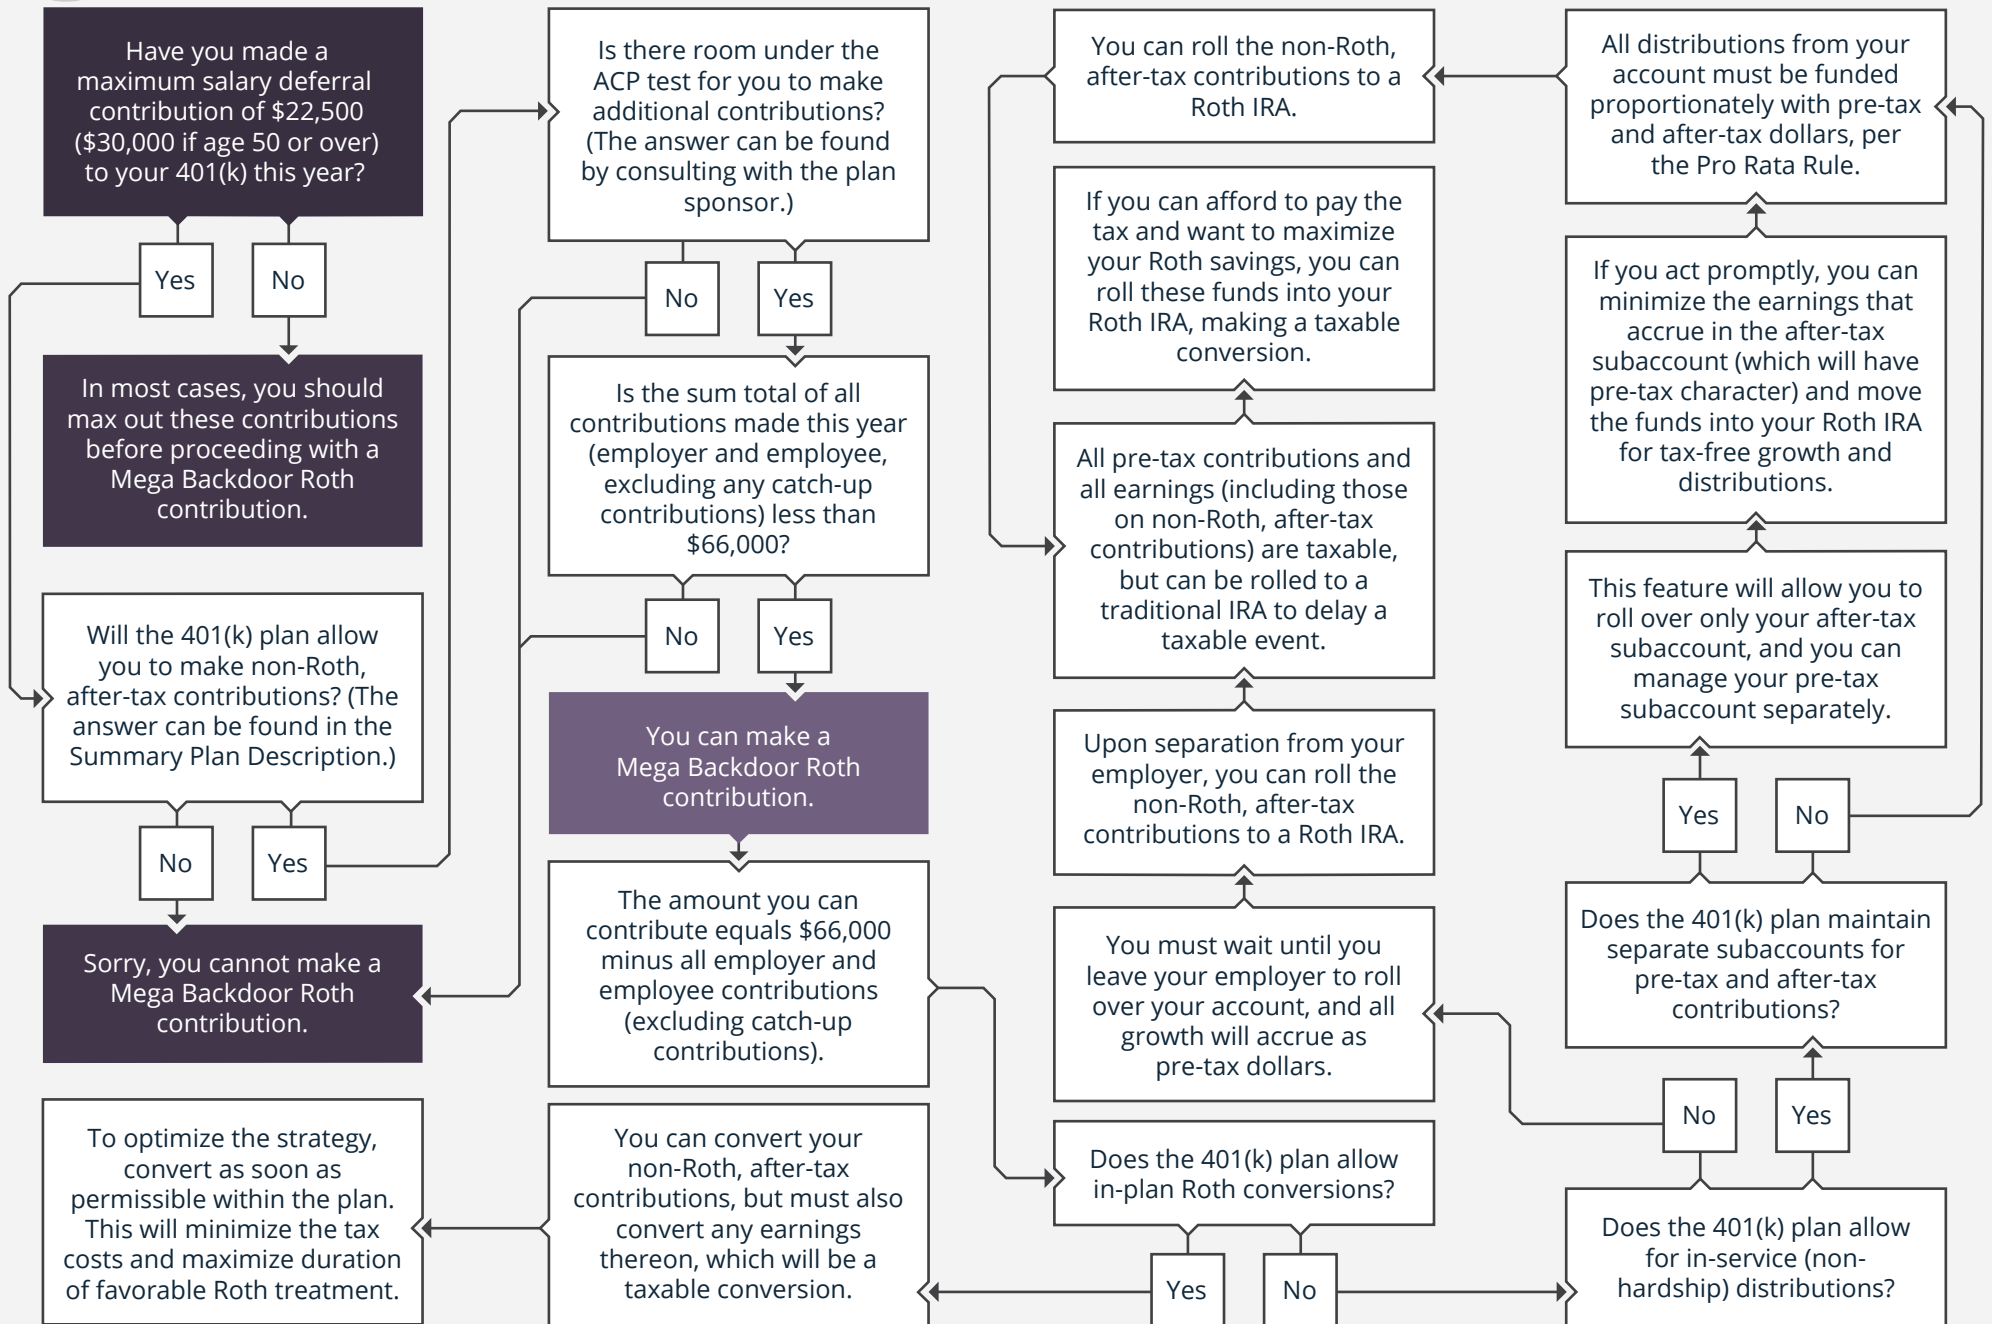 Have you made a
maximum salary deferral
contribution of $22,500
($30,000 if age 50 or over)
to your 401(k) this year?
Yes
No
In most cases, you should
max out these contributions
before proceeding with a
Mega Backdoor Roth
contribution.
Will the 401(k) plan allow
you to make non-Roth,
after-tax contributions? (The
answer can be found in the
Summary Plan Description.)
No
Yes
Sorry, you cannot make a
Mega Backdoor Roth
contribution.
Is there room under the
ACP test for you to make
additional contributions?
(The answer can be found
by consulting with the plan
sponsor.)
No
Yes
Is the sum total of all
contributions made this year
(employer and employee,
excluding any catch-up
contributions) less than
$66,000?
No
Yes
You can make a
Mega Backdoor Roth
contribution.
The amount you can
contribute equals $66,000
minus all employer and
employee contributions
(excluding catch-up
contributions).
Does the 401(k) plan allow
in-plan Roth conversions?
Yes
No
You can convert your
non-Roth, after-tax
contributions, but must also
convert any earnings
thereon, which will be a
taxable conversion.
To optimize the strategy,
convert as soon as
permissible within the plan.
This will minimize the tax
costs and maximize duration
of favorable Roth treatment.
Does the 401(k) plan allow
for in-service (non-
hardship) distributions?
No
Yes
You must wait until you
leave your employer to roll
over your account, and all
growth will accrue as
pre-tax dollars.
Upon separation from your
employer, you can roll the
non-Roth, after-tax
contributions to a Roth IRA.
Does the 401(k) plan maintain
separate subaccounts for
pre-tax and after-tax
contributions?
Yes
No
This feature will allow you to
roll over only your after-tax
subaccount, and you can
manage your pre-tax
subaccount separately.
If you act promptly, you can
minimize the earnings that
accrue in the after-tax
subaccount (which will have
pre-tax character) and move
the funds into your Roth IRA
for tax-free growth and
distributions.
All distributions from your
account must be funded
proportionately with pre-tax
and after-tax dollars, per
the Pro Rata Rule.
You can roll the non-Roth,
after-tax contributions to a
Roth IRA.
All pre-tax contributions and
all earnings (including those
on non-Roth, after-tax
contributions) are taxable,
but can be rolled to a
traditional IRA to delay a
taxable event.
If you can afford to pay the
tax and want to maximize
your Roth savings, you can
roll these funds into your
Roth IRA, making a taxable
conversion.